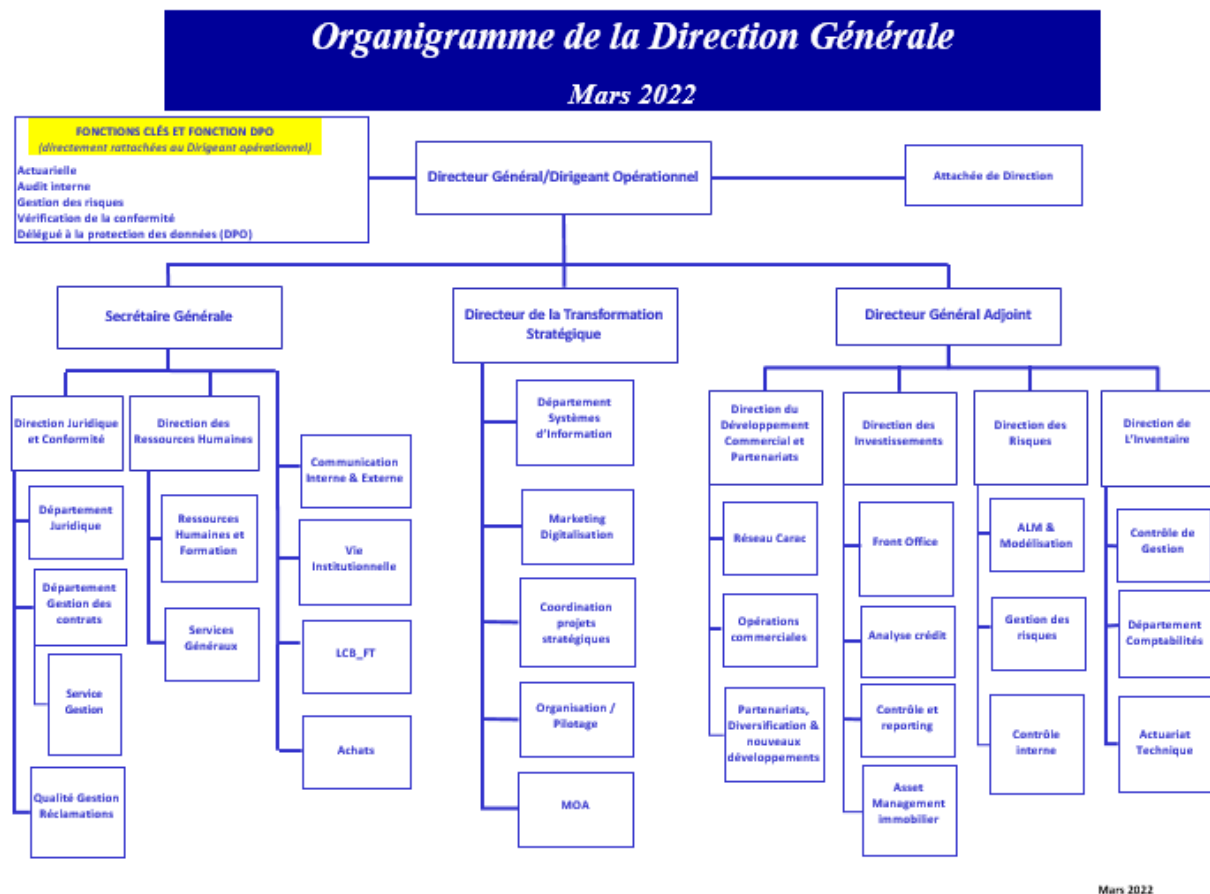 Organigramme de la Direction Générale
Mars 2022
FONCTIONS CLÉS ET FONCTION DPO
(directement rattachées au Dirigeant opérationnel)
Actuarielle
Audit interne
Gestion des risques
Vérification de la conformité
Délégué à la protection des données (DPO)
Directeur Général/Dirigeant Opérationnel
Attachée de Direction
Secrétaire Générale
Directeur de la Transformation
Stratégique
Directeur Général Adjoint
Direction Juridique
et Conformité
Département
Juridique
Département
Gestion des
contrats
Service
Gestion
Qualité Gestion
Réclamations
Direction des
Ressources Humaines
Ressources
Humaines et
Formation
Services
Généraux
Communication
Interne & Externe
Vie
Institutionnelle
LCB_FT
Achats
Département
Systèmes
d'Information
Marketing
Digitalisation
Coordination
projets
stratégiques
Organisation /
Pilotage
MOA
Direction du
Développement
Commercial et
Partenariats
Réseau Carac
Opérations
commerciales
Partenariats,
Diversification &
nouveaux
développements
Direction des
Investissements
Front Office
Analyse crédit
Contrôle et
reporting
Asset
Management
immobilier
Direction des
Risques
ALM &
Modélisation
Gestion des
risques
Contrôle
interne
Direction de
L'Inventaire
Contrôle de
Gestion
Département
Comptabilités
Actuariat
Technique
Mars 2022